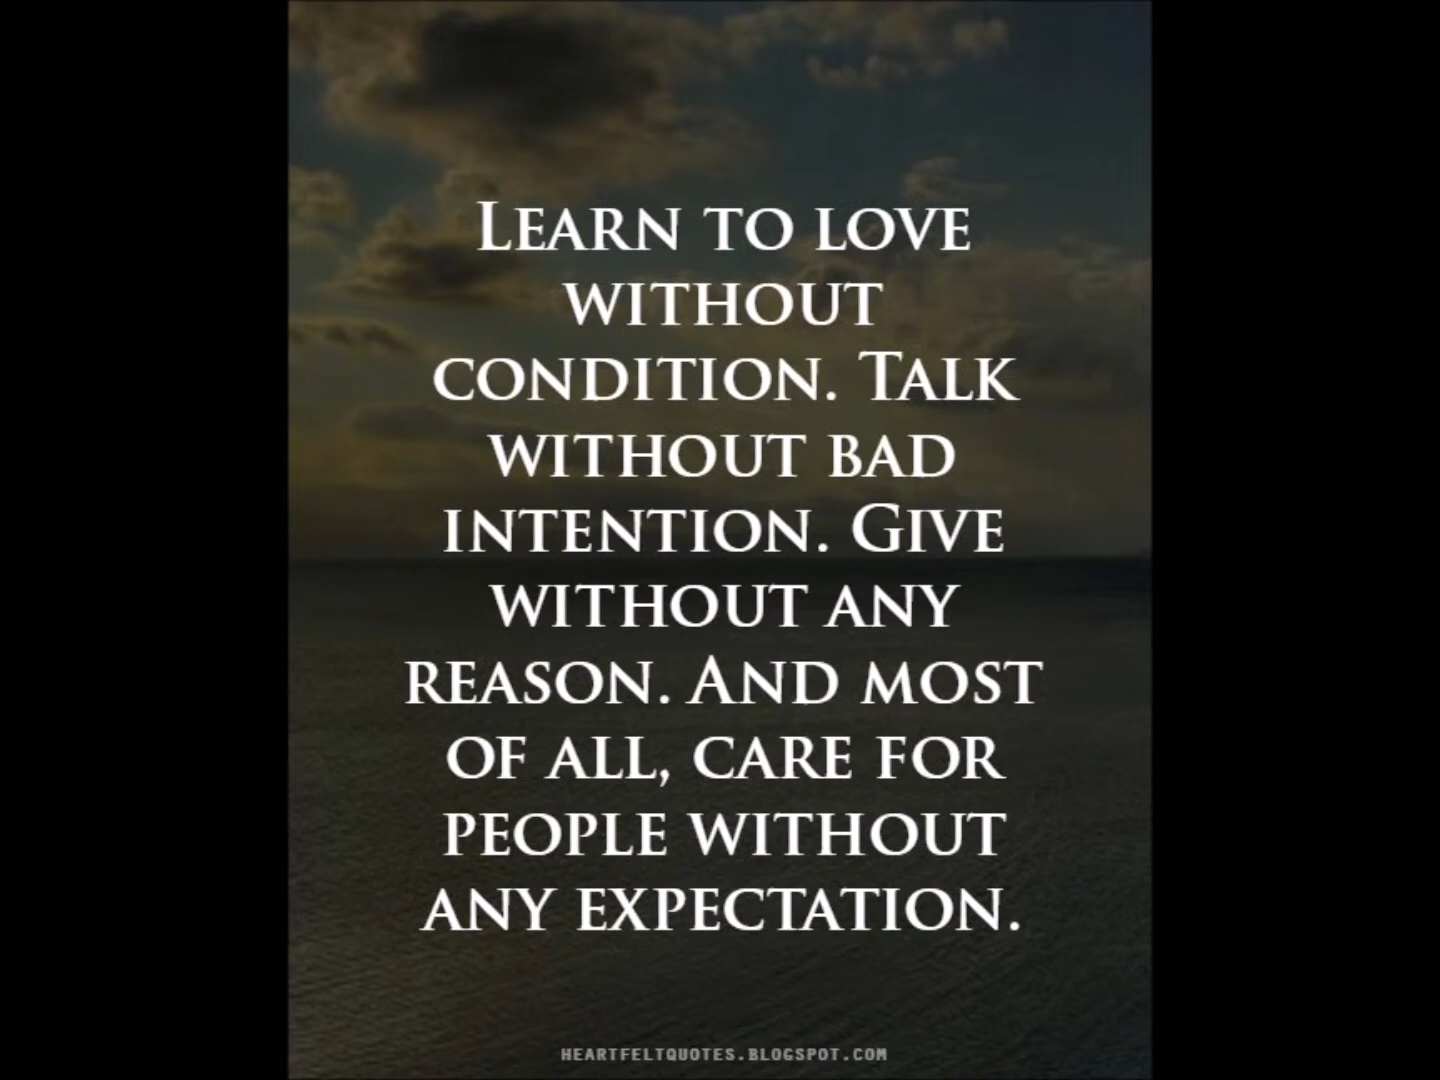 Learn to love
without
condition. Talk
without bad
intention. Give
without any
reason. And most
of all, care for
people without
any expectation.
HEARTFELTQUOTES.BLOGSPOT.COM